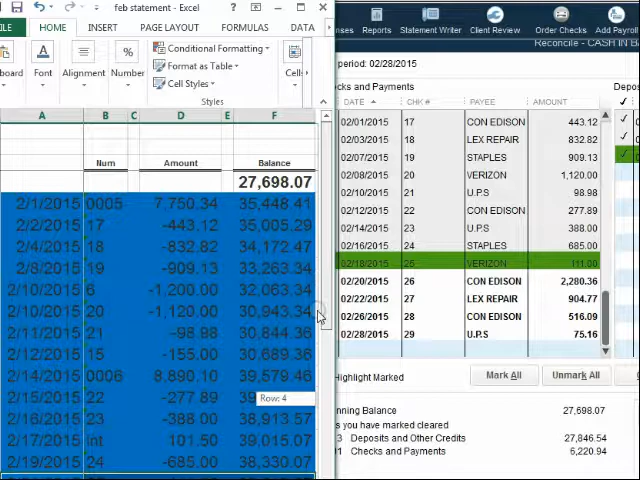 feb statement - Excel
FILE HOME INSERT PAGE LAYOUT FORMULAS DATA
Font Alignment Number
Conditional Formatting
Format as Table
Cell Styles
Cells
Styles
A B C D E F
Num Amount Balance
27,698.07
2/1/2015 0005 7,750.34 35,448.41
2/2/2015 17 -443.12 35,005.29
2/4/2015 18 -832.82 34,172.47
2/8/2015 19 -909.13 33,263.34
2/10/2015 6 -1,200.00 32,063.34
2/10/2015 20 -1,120.00 30,943.34
2/11/2015 21 -98.98 30,844.36
2/12/2015 15 -155.00 30,689.36
2/14/2015 0006 8,890.10 39,579.46
2/15/2015 22 -277.89
Row: 4
2/16/2015 23 -388.00 38,913.57
2/17/2015 int 101.50 39,015.07
2/19/2015 24 -685.00 38,330.07
Reports Statement Writer Client Review Order Checks Add Payroll
Reconcile - CASH IN BA
period: 02/28/2015
cks and Payments
Depos
DATE CHK # PAYEE AMOUNT
02/01/2015 17 CON EDISON 443.12
02/03/2015 18 LEX REPAIR 832.82
02/07/2015 19 STAPLES 909.13
02/08/2015 20 VERIZON 1,120.00
02/10/2015 21 U.P.S 98.98
02/12/2015 22 CON EDISON 277.89
02/14/2015 23 U.P.S 388.00
02/16/2015 24 STAPLES 685.00
02/18/2015 25 VERIZON 111.00
02/20/2015 26 CON EDISON 2,280.36
02/22/2015 27 LEX REPAIR 904.77
02/26/2015 28 CON EDISON 516.09
02/28/2015 29 U.P.S 75.16
Highlight Marked
Mark All Unmark All
nning Balance 27,698.07
s you have marked cleared
3 Deposits and Other Credits 27,846.54
01 Checks and Payments 6,220.94